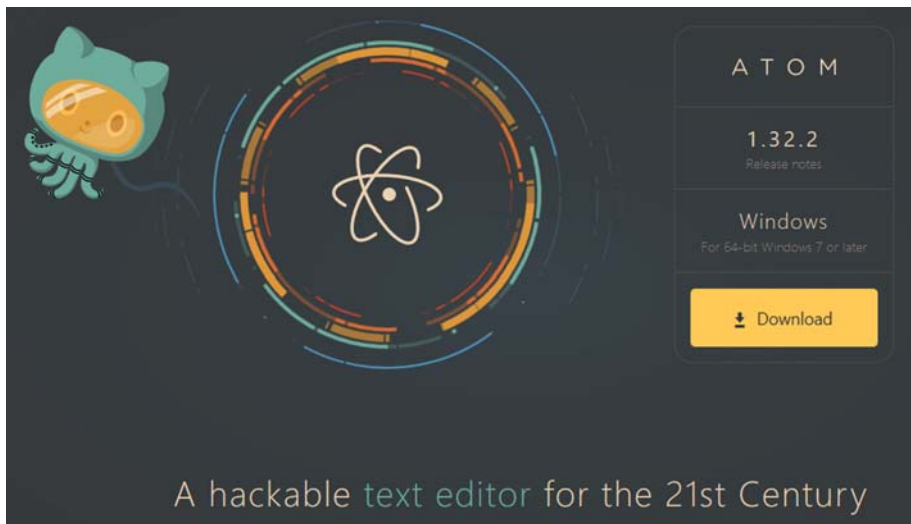 ATOM
1.32.2
Release notes
Windows
For 64-bit Windows 7 or later
Download
A hackable text editor for the 21st Century